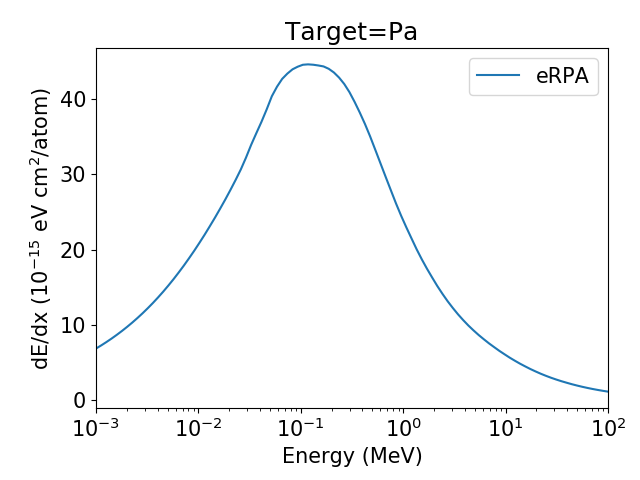 Target=Pa
eRPA
dE/dx (10⁻¹⁵ eV cm²/atom)
40
30
20
10
0
10⁻³ 10⁻² 10⁻¹ 10⁰ 10¹ 10²
Energy (MeV)